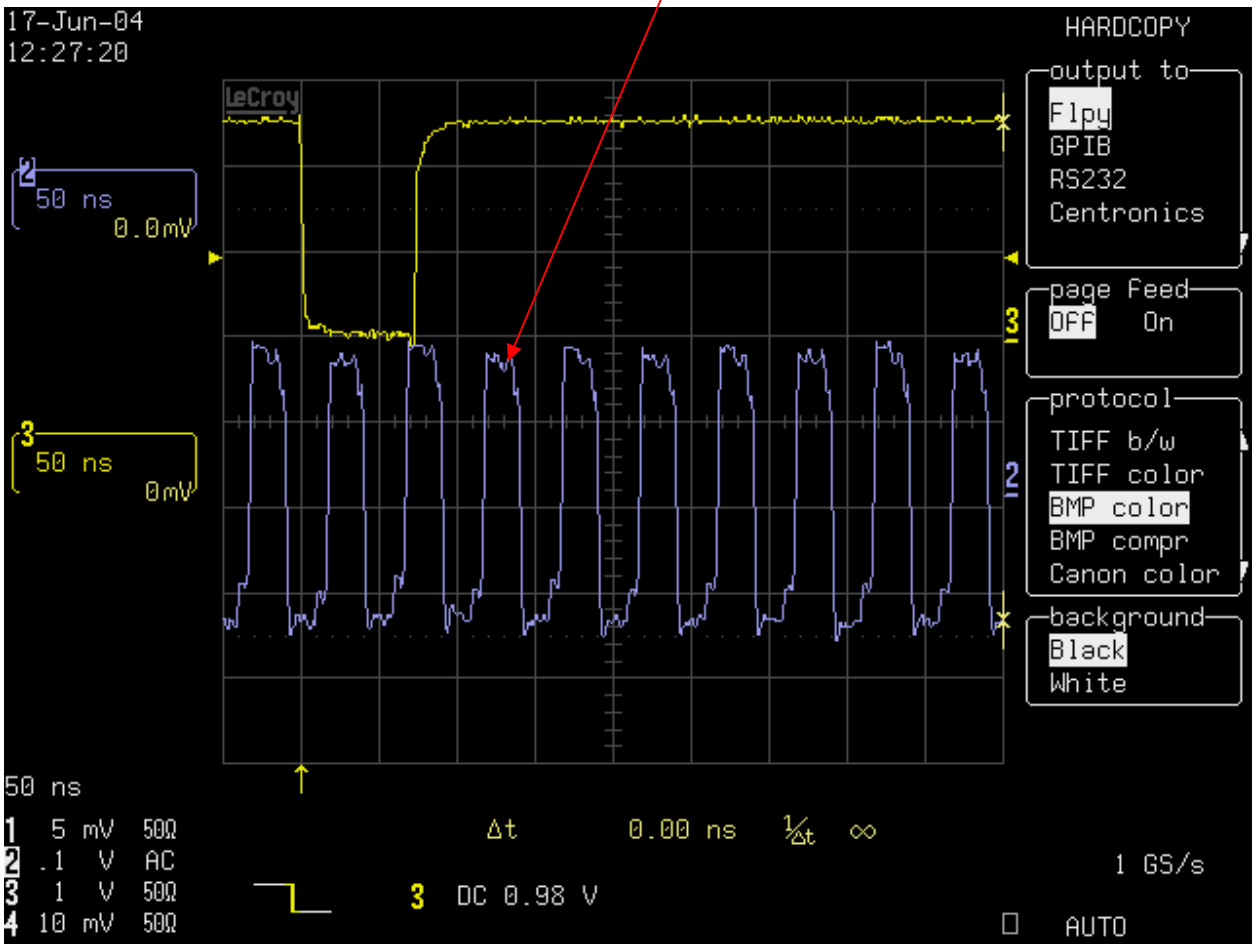 17-Jun-04
12:27:20
HARDCOPY
output to
Flpy
GPIB
RS232
Centronics
LeCroy
2
50 ns
0.0mV
page feed
OFF On
3
protocol
TIFF b/w
TIFF color
BMP color
BMP compr
Canon color
3
50 ns
0mV
2
background
Black
White
50 ns
1 5 mV 50Ω
2 .1 V AC
3 1 V 50Ω
4 10 mV 50Ω
Δt 0.00 ns 1/Δt ∞
3 DC 0.98 V
1 GS/s
AUTO